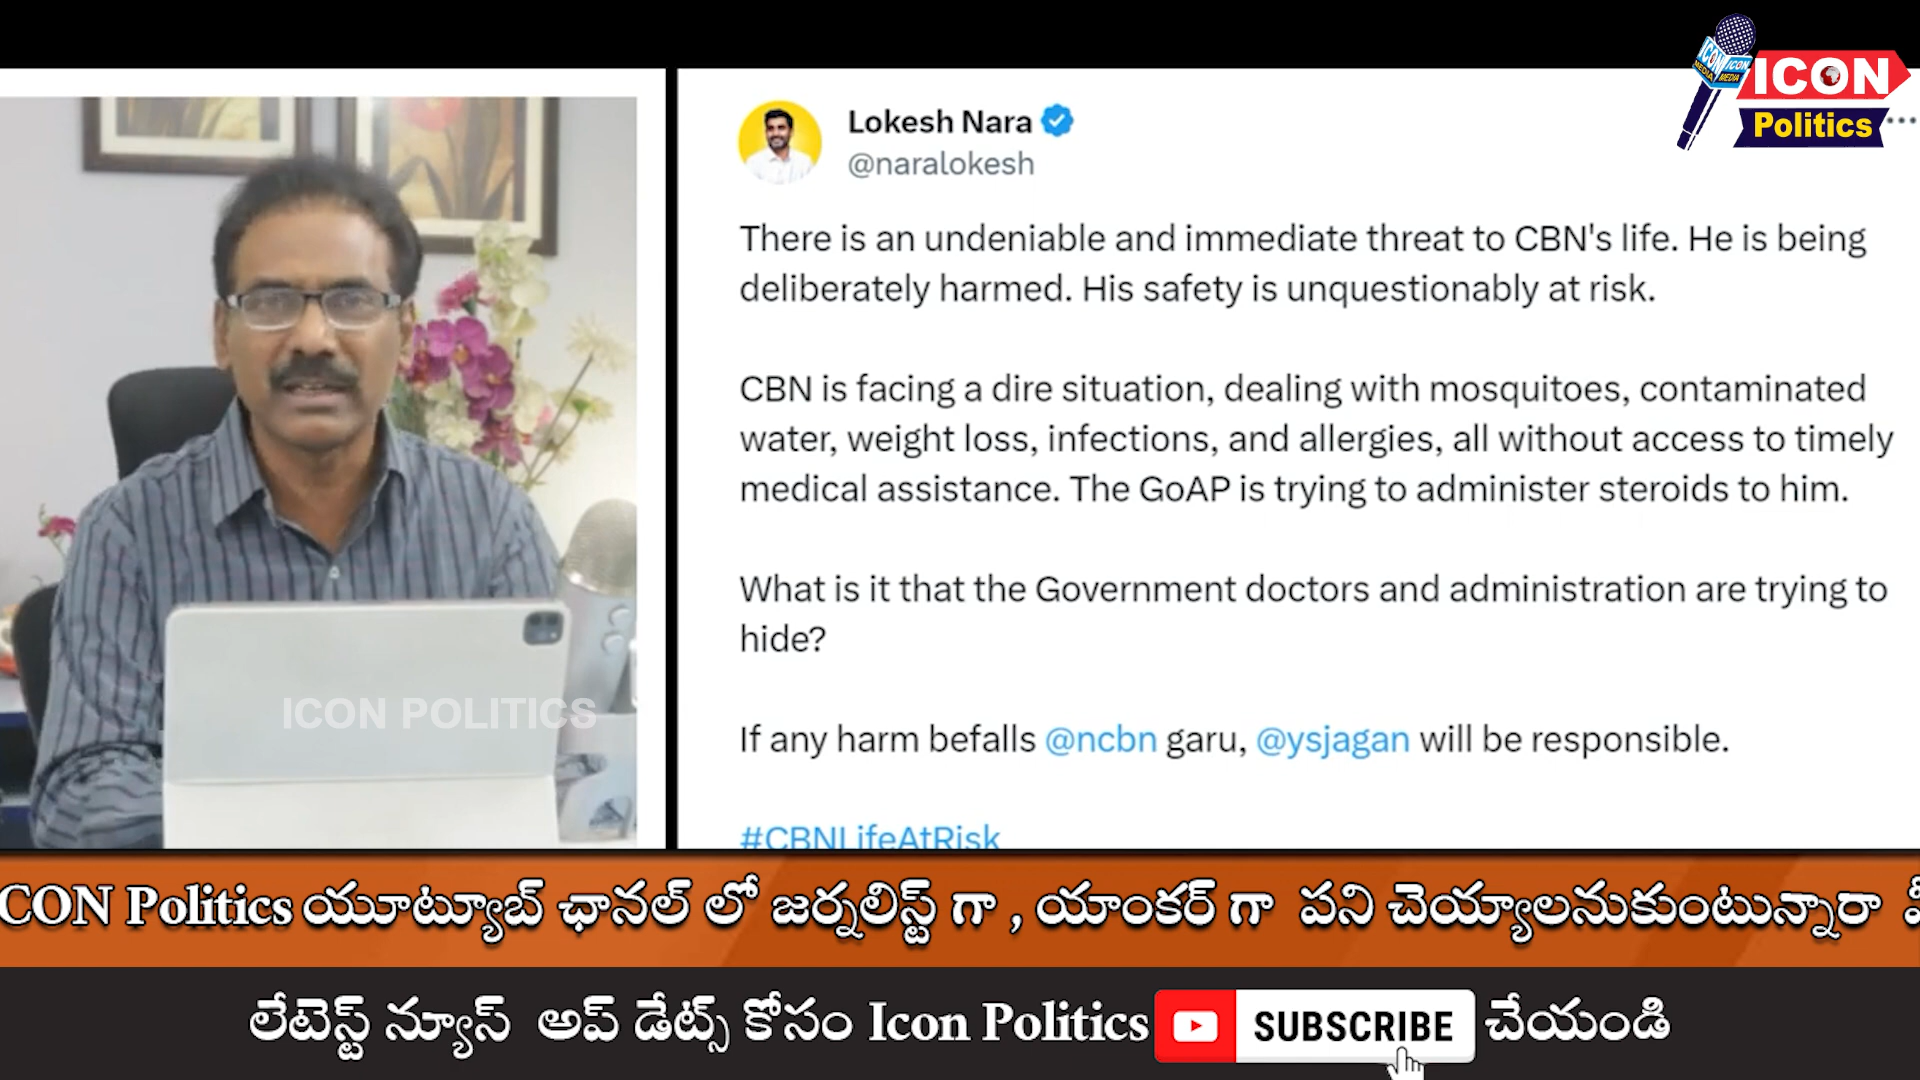 ICON
Politics
Lokesh Nara
@naralokesh
There is an undeniable and immediate threat to CBN's life. He is being
deliberately harmed. His safety is unquestionably at risk.
CBN is facing a dire situation, dealing with mosquitoes, contaminated
water, weight loss, infections, and allergies, all without access to timely
medical assistance. The GoAP is trying to administer steroids to him.
What is it that the Government doctors and administration are trying to
hide?
If any harm befalls @ncbn garu, @ysjagan will be responsible.
#CBNLifeAtRisk
ICON POLITICS
CON Politics యూట్యూబ్ ఛానల్ లో జర్నలిస్ట్ గా , యాంకర్ గా పని చెయ్యాలనుకుంటున్నారా
లేటెస్ట్ న్యూస్ అప్ డేట్స్ కోసం Icon Politics SUBSCRIBE చేయండి